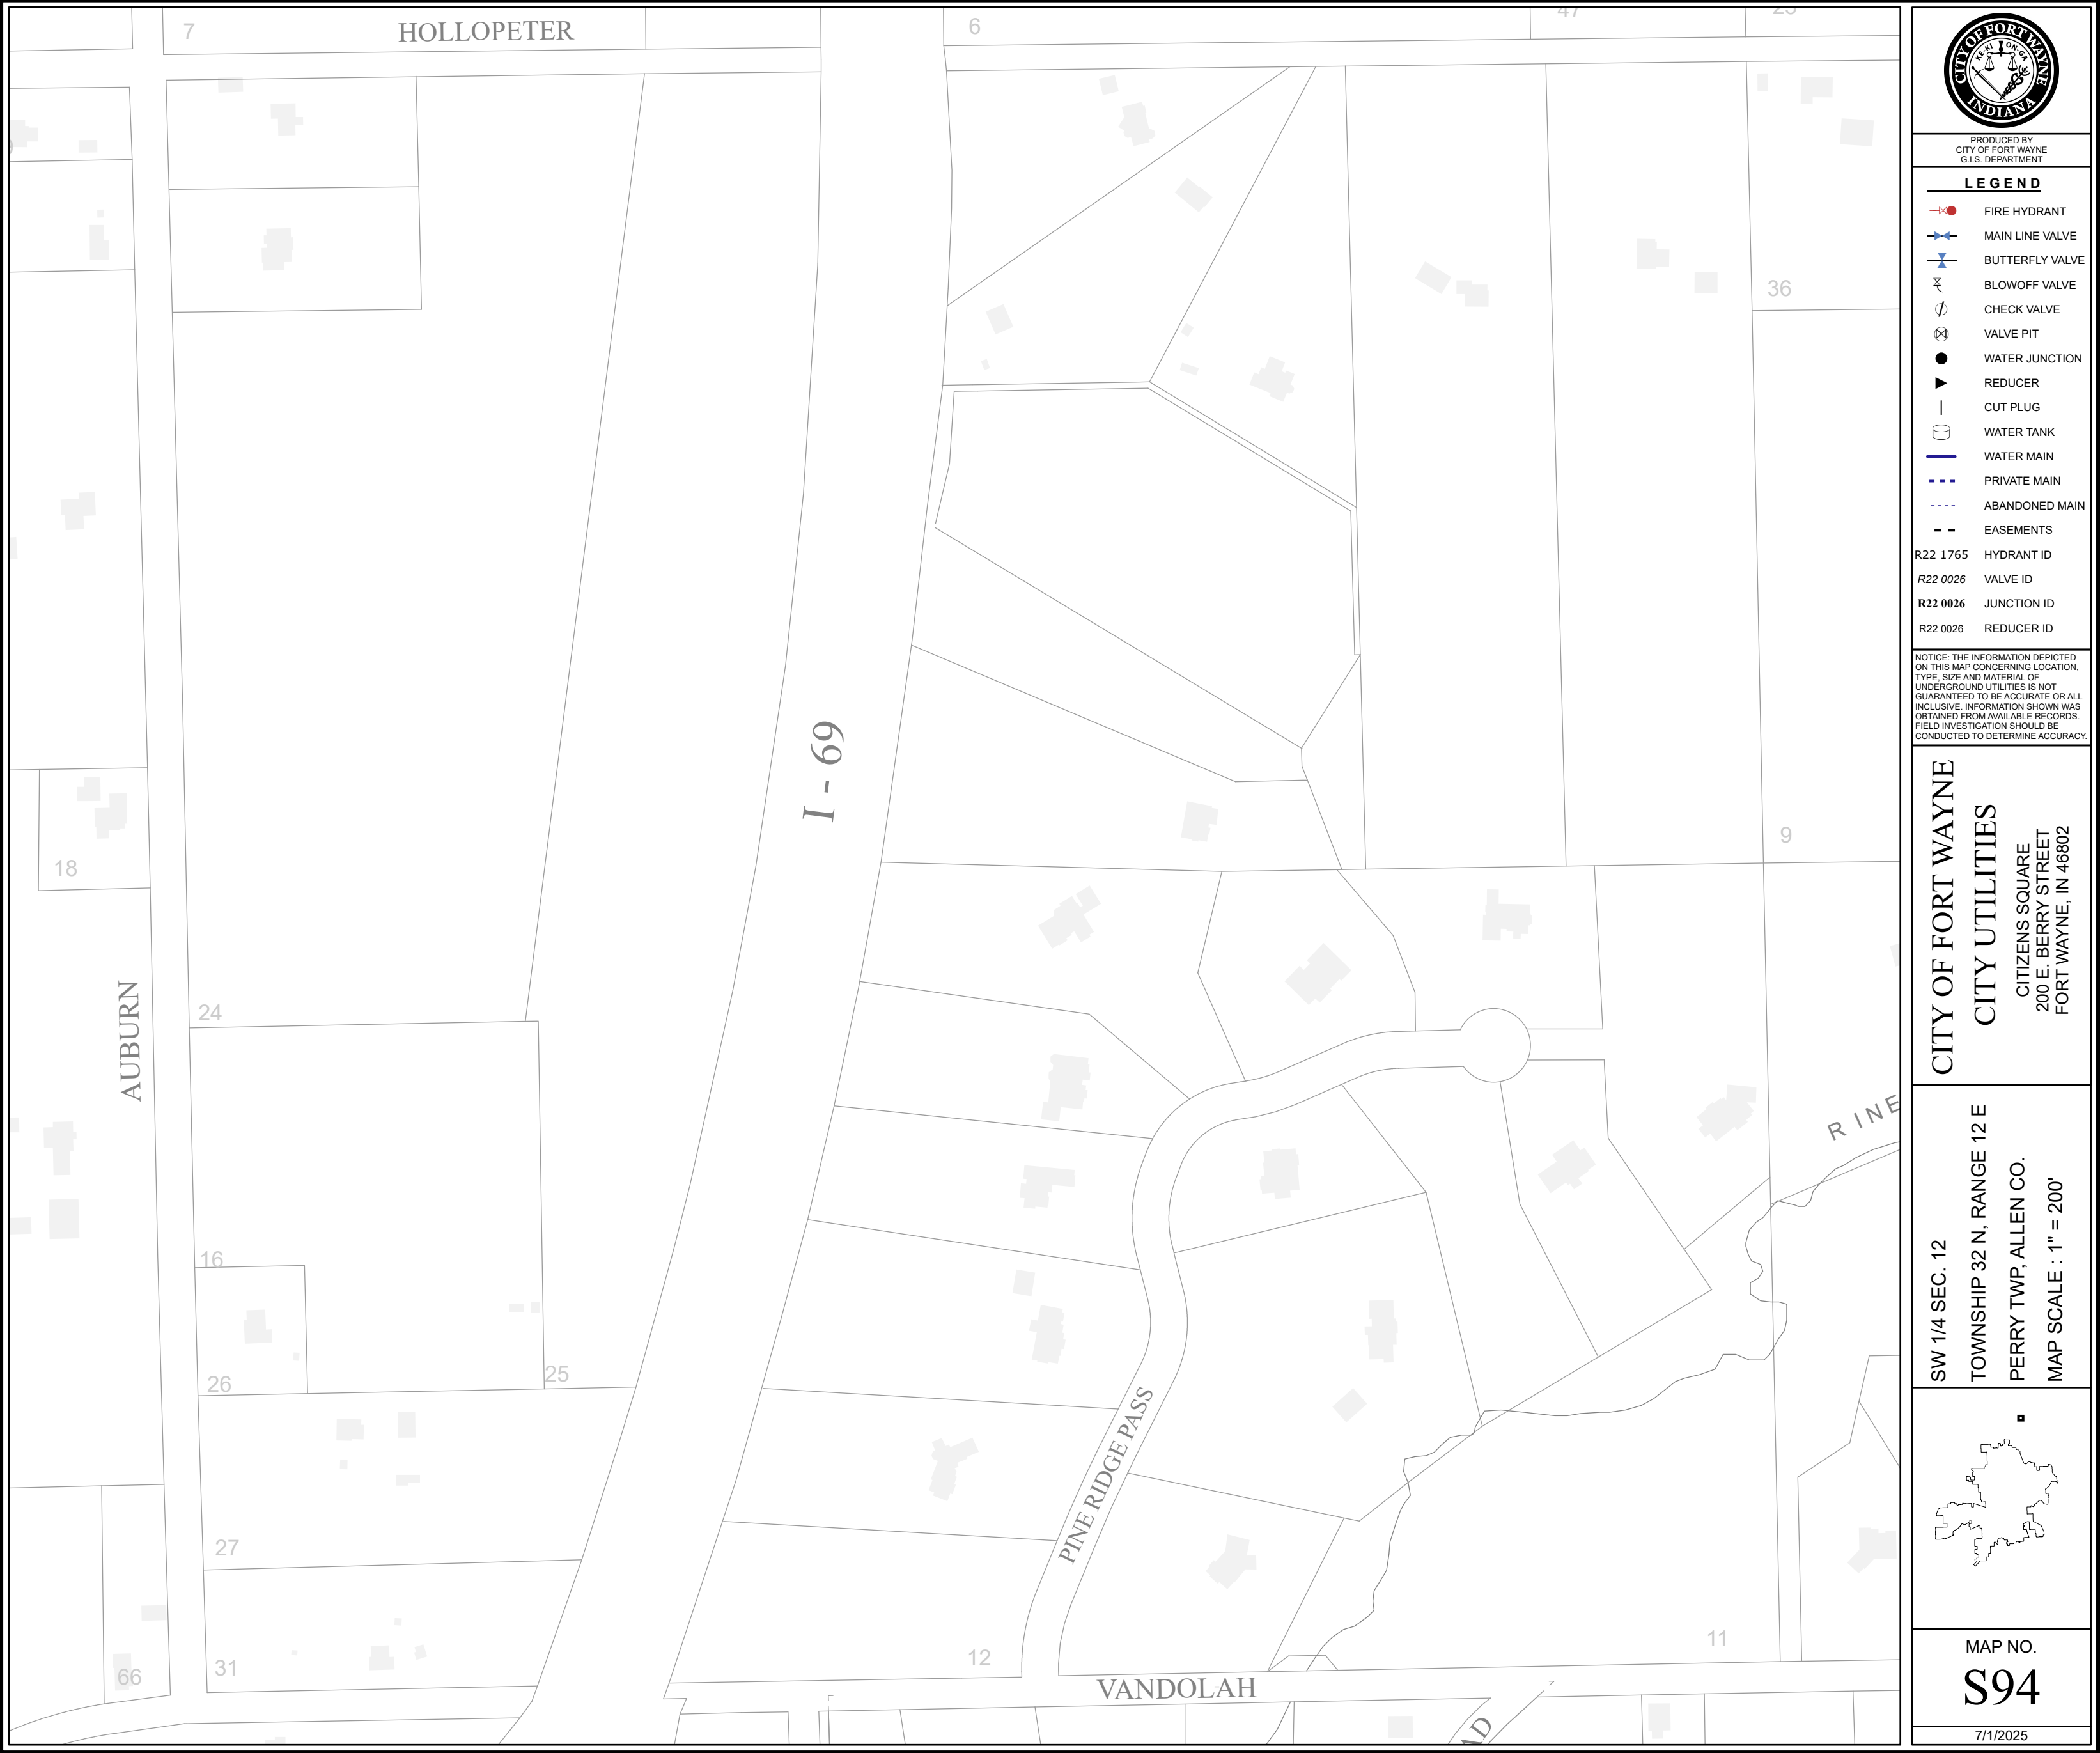 7
HOLLOPETER
6
47
23
36
I - 69
9
18
24
AUBURN
RINE
16
26
25
PINE RIDGE PASS
27
12
11
31
66
VANDOLAH
AD
CITY OF FORT WAYNE
KE-KI ON-GA
INDIANA
PRODUCED BY
CITY OF FORT WAYNE
G.I.S. DEPARTMENT
LEGEND
FIRE HYDRANT
MAIN LINE VALVE
BUTTERFLY VALVE
BLOWOFF VALVE
CHECK VALVE
VALVE PIT
WATER JUNCTION
REDUCER
CUT PLUG
WATER TANK
WATER MAIN
PRIVATE MAIN
ABANDONED MAIN
EASEMENTS
R22 1765 HYDRANT ID
R22 0026 VALVE ID
R22 0026 JUNCTION ID
R22 0026 REDUCER ID
NOTICE: THE INFORMATION DEPICTED
ON THIS MAP CONCERNING LOCATION,
TYPE, SIZE AND MATERIAL OF
UNDERGROUND UTILITIES IS NOT
GUARANTEED TO BE ACCURATE OR ALL
INCLUSIVE. INFORMATION SHOWN WAS
OBTAINED FROM AVAILABLE RECORDS.
FIELD INVESTIGATION SHOULD BE
CONDUCTED TO DETERMINE ACCURACY.
CITY OF FORT WAYNE
CITY UTILITIES
CITIZENS SQUARE
200 E. BERRY STREET
FORT WAYNE, IN 46802
SW 1/4 SEC. 12
TOWNSHIP 32 N, RANGE 12 E
PERRY TWP, ALLEN CO.
MAP SCALE : 1" = 200'
MAP NO.
S94
7/1/2025